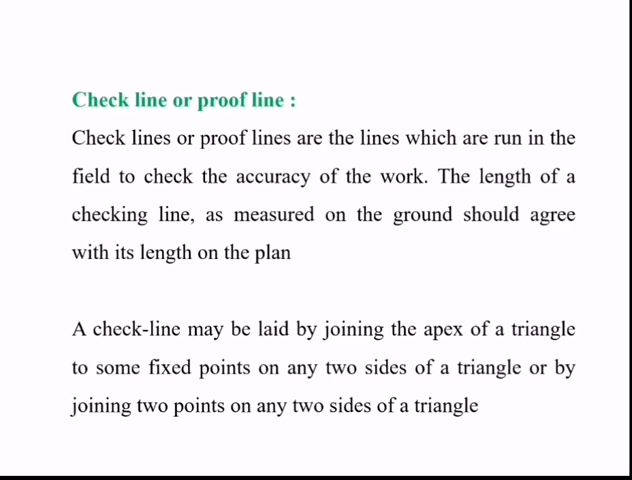 Check line or proof line :
Check lines or proof lines are the lines which are run in the
field to check the accuracy of the work. The length of a
checking line, as measured on the ground should agree
with its length on the plan
A check-line may be laid by joining the apex of a triangle
to some fixed points on any two sides of a triangle or by
joining two points on any two sides of a triangle